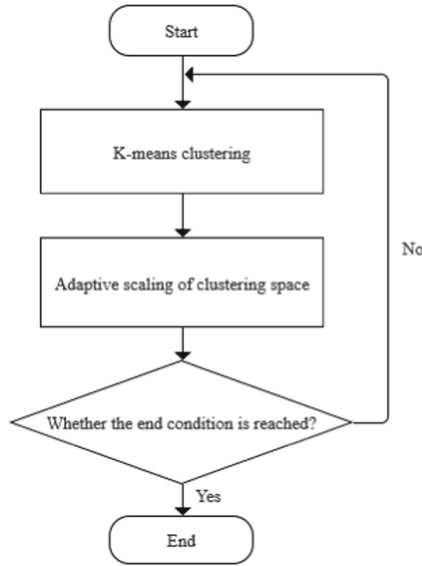 Start
K-means clustering
Adaptive scaling of clustering space
No
Whether the end condition is reached?
Yes
End